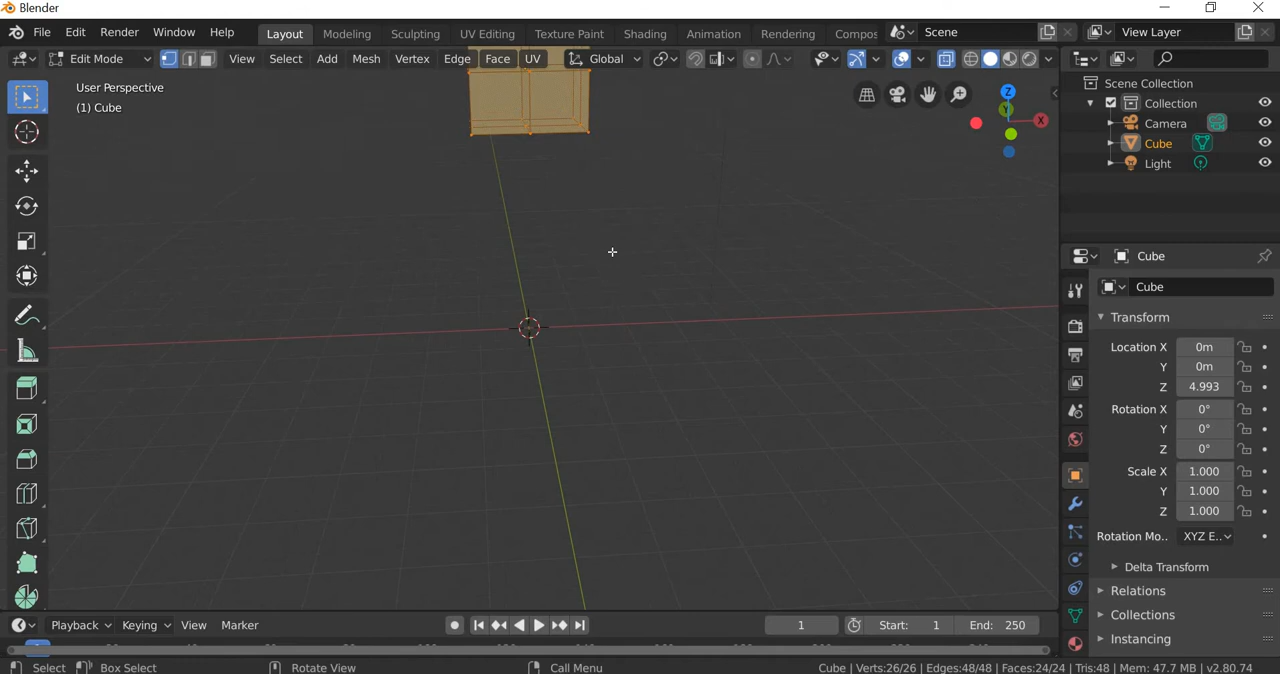 Blender
File Edit Render Window Help Layout Modeling Sculpting UV Editing Texture Paint Shading Animation Rendering Compos Scene View Layer
Edit Mode View Select Add Mesh Vertex Edge Face UV Global
User Perspective
(1) Cube
Z
Y
X
Scene Collection
Collection
Camera
Cube
Light
Cube
Cube
Transform
Location X 0m
Y 0m
Z 4.993
Rotation X 0°
Y 0°
Z 0°
Scale X 1.000
Y 1.000
Z 1.000
Rotation Mo.. XYZ E..
Delta Transform
Relations
Collections
Instancing
Playback Keying View Marker 1 Start: 1 End: 250
Select Box Select Rotate View Call Menu Cube | Verts:26/26 | Edges:48/48 | Faces:24/24 | Tris:48 | Mem: 47.7 MB | v2.80.74